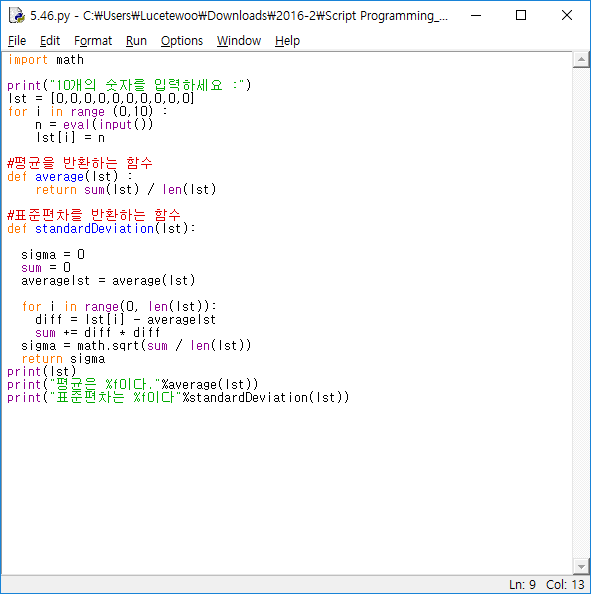 5.46.py - C:₩Users₩Lucetewoo₩Downloads₩2016-2₩Script Programming_...
File Edit Format Run Options Window Help
import math
print("10개의 숫자을 입력하세요 :")
lst = [0,0,0,0,0,0,0,0,0,0]
for i in range (0,10) :
    n = eval(input())
    lst[i] = n
#평균을 반환하는 함수
def average(lst) :
    return sum(lst) / len(lst)
#표준편차를 반환하는 함수
def standardDeviation(lst):
  sigma = 0
  sum = 0
  averagelst = average(lst)
  for i in range(0, len(lst)):
    diff = lst[i] - averagelst
    sum += diff * diff
  sigma = math.sqrt(sum / len(lst))
  return sigma
print(lst)
print("평균은 %f이다."%average(lst))
print("표준편차는 %f이다"%standardDeviation(lst))
Ln: 9 Col: 13